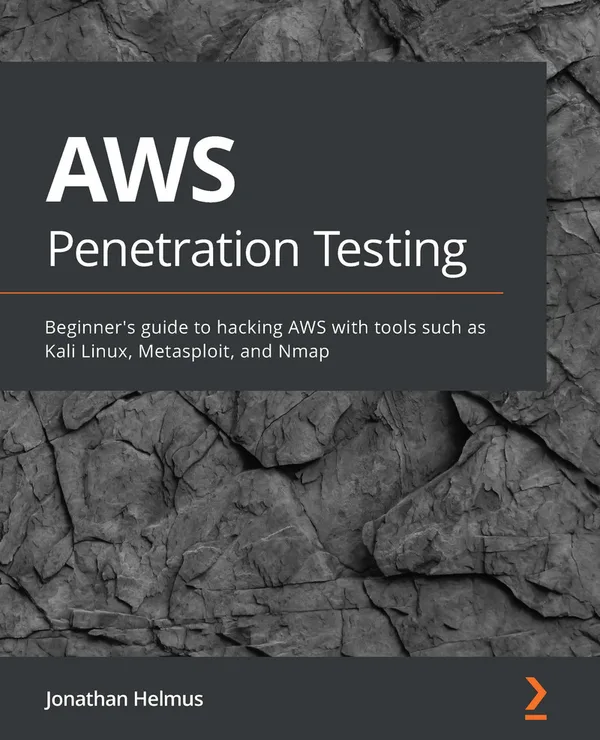 AWS
Penetration Testing
Beginner's guide to hacking AWS with tools such as
Kali Linux, Metasploit, and Nmap
Jonathan Helmus